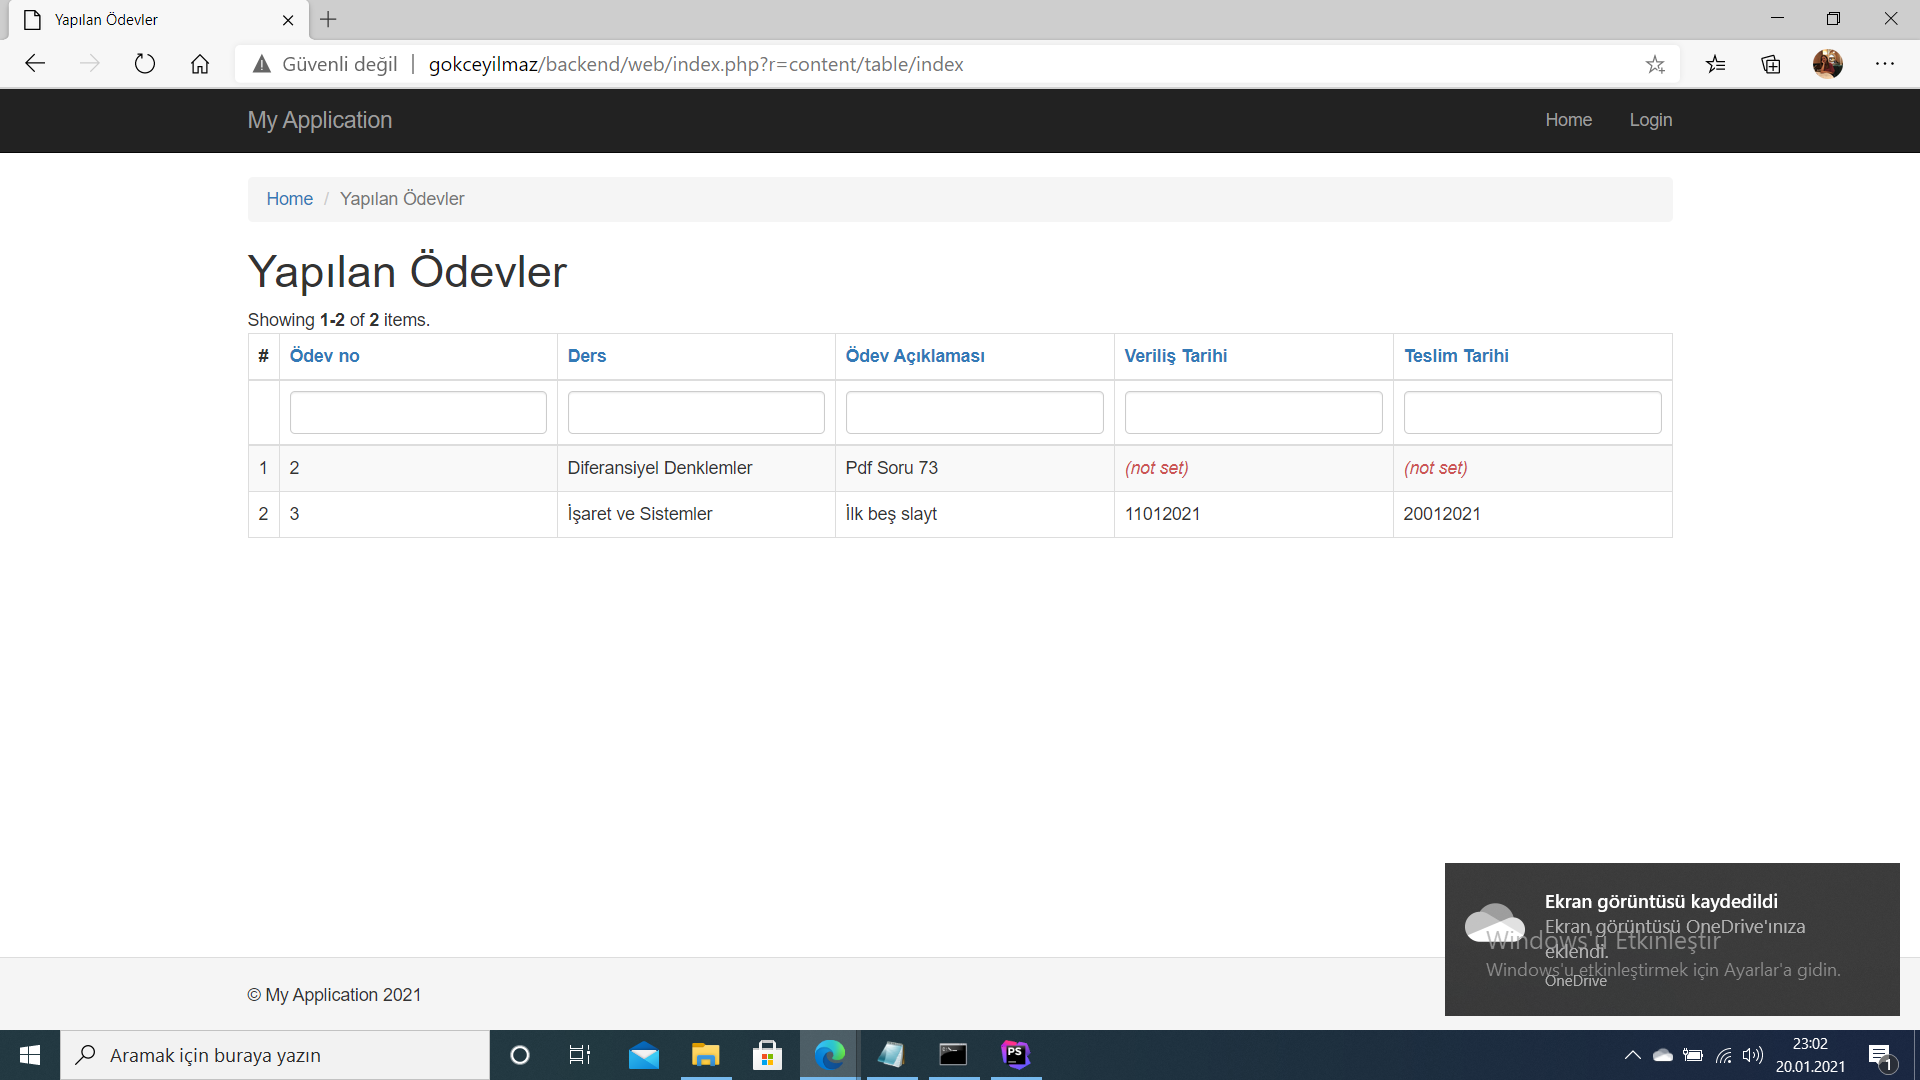 Yapılan Ödevler
Güvenli değil | gokceyilmaz/backend/web/index.php?r=content/table/index
My Application
Home Login
Home / Yapılan Ödevler
Yapılan Ödevler
Showing 1-2 of 2 items.
# Ödev no Ders Ödev Açıklaması Veriliş Tarihi Teslim Tarihi
1 2 Diferansiyel Denklemler Pdf Soru 73 (not set) (not set)
2 3 İşaret ve Sistemler İlk beş slayt 11012021 20012021
Ekran görüntüsü kaydedildi
Ekran görüntüsü OneDrive'ınıza
eklendi.
OneDrive
Windows'u Etkinleştir
Windows'u etkinleştirmek için Ayarlar'a gidin.
© My Application 2021
Aramak için buraya yazın
PS
23:02
20.01.2021
1